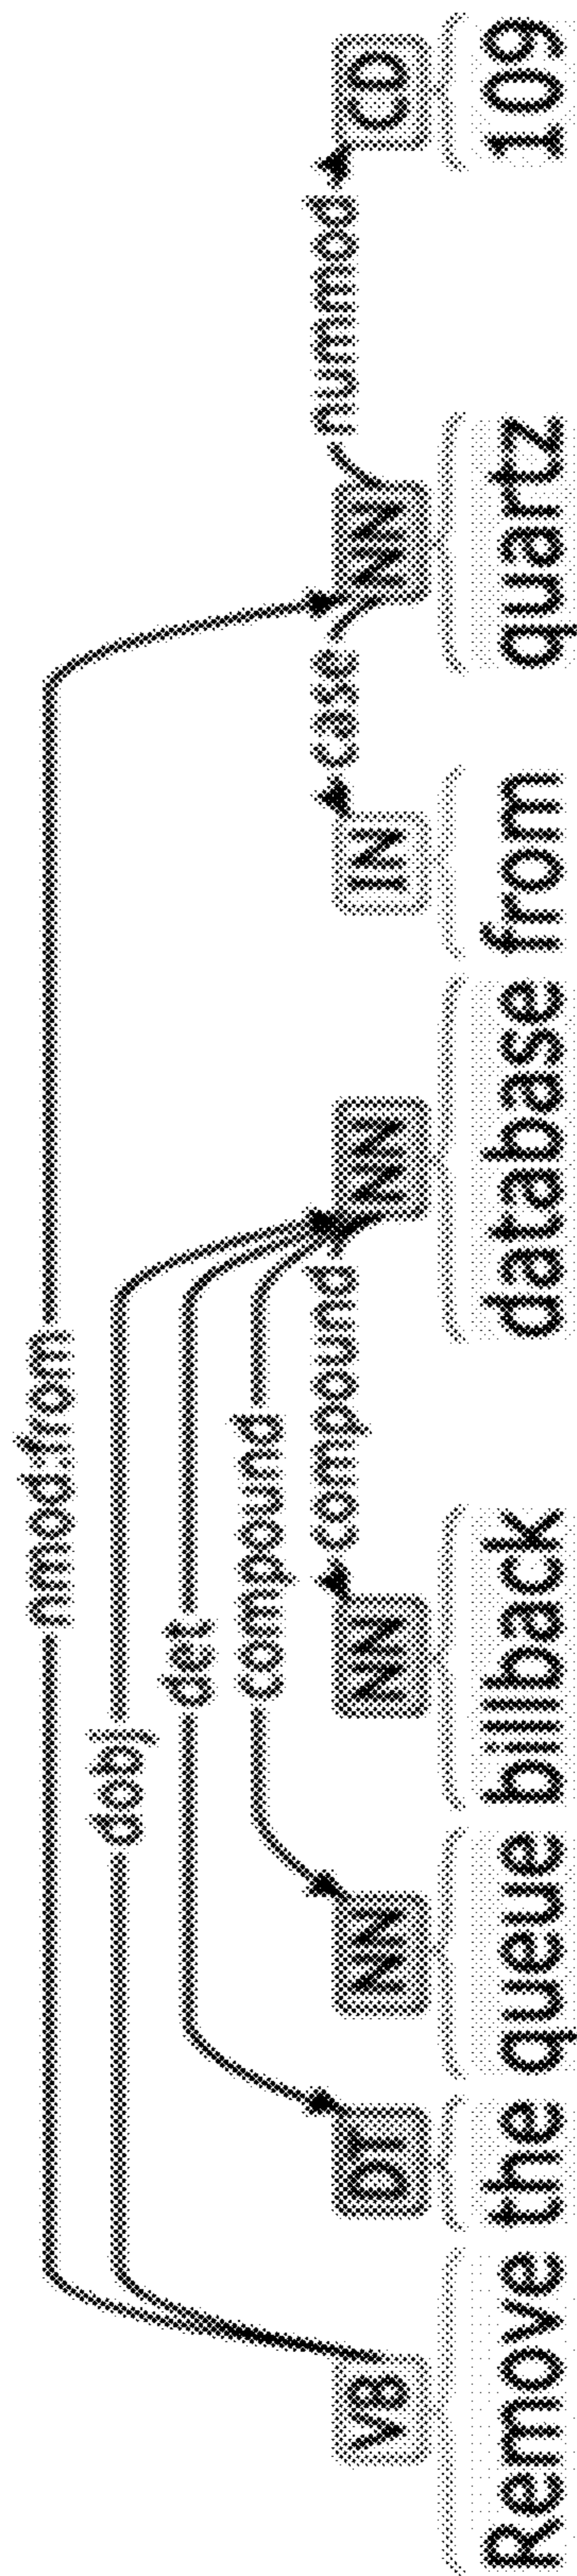 nmod:from
dobj
det
compound
compound case nummod
VB DT NN NN NN IN NN CD
Remove the queue billback database from quartz 109